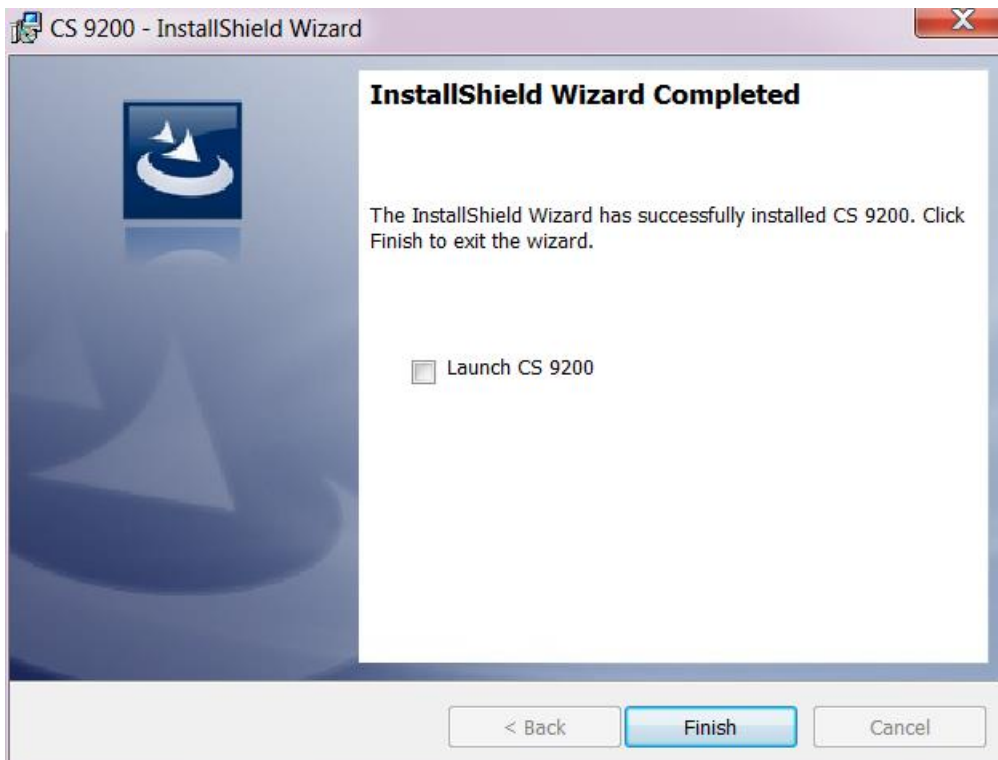 CS 9200 - InstallShield Wizard
InstallShield Wizard Completed
The InstallShield Wizard has successfully installed CS 9200. Click
Finish to exit the wizard.
Launch CS 9200
< Back
Finish
Cancel